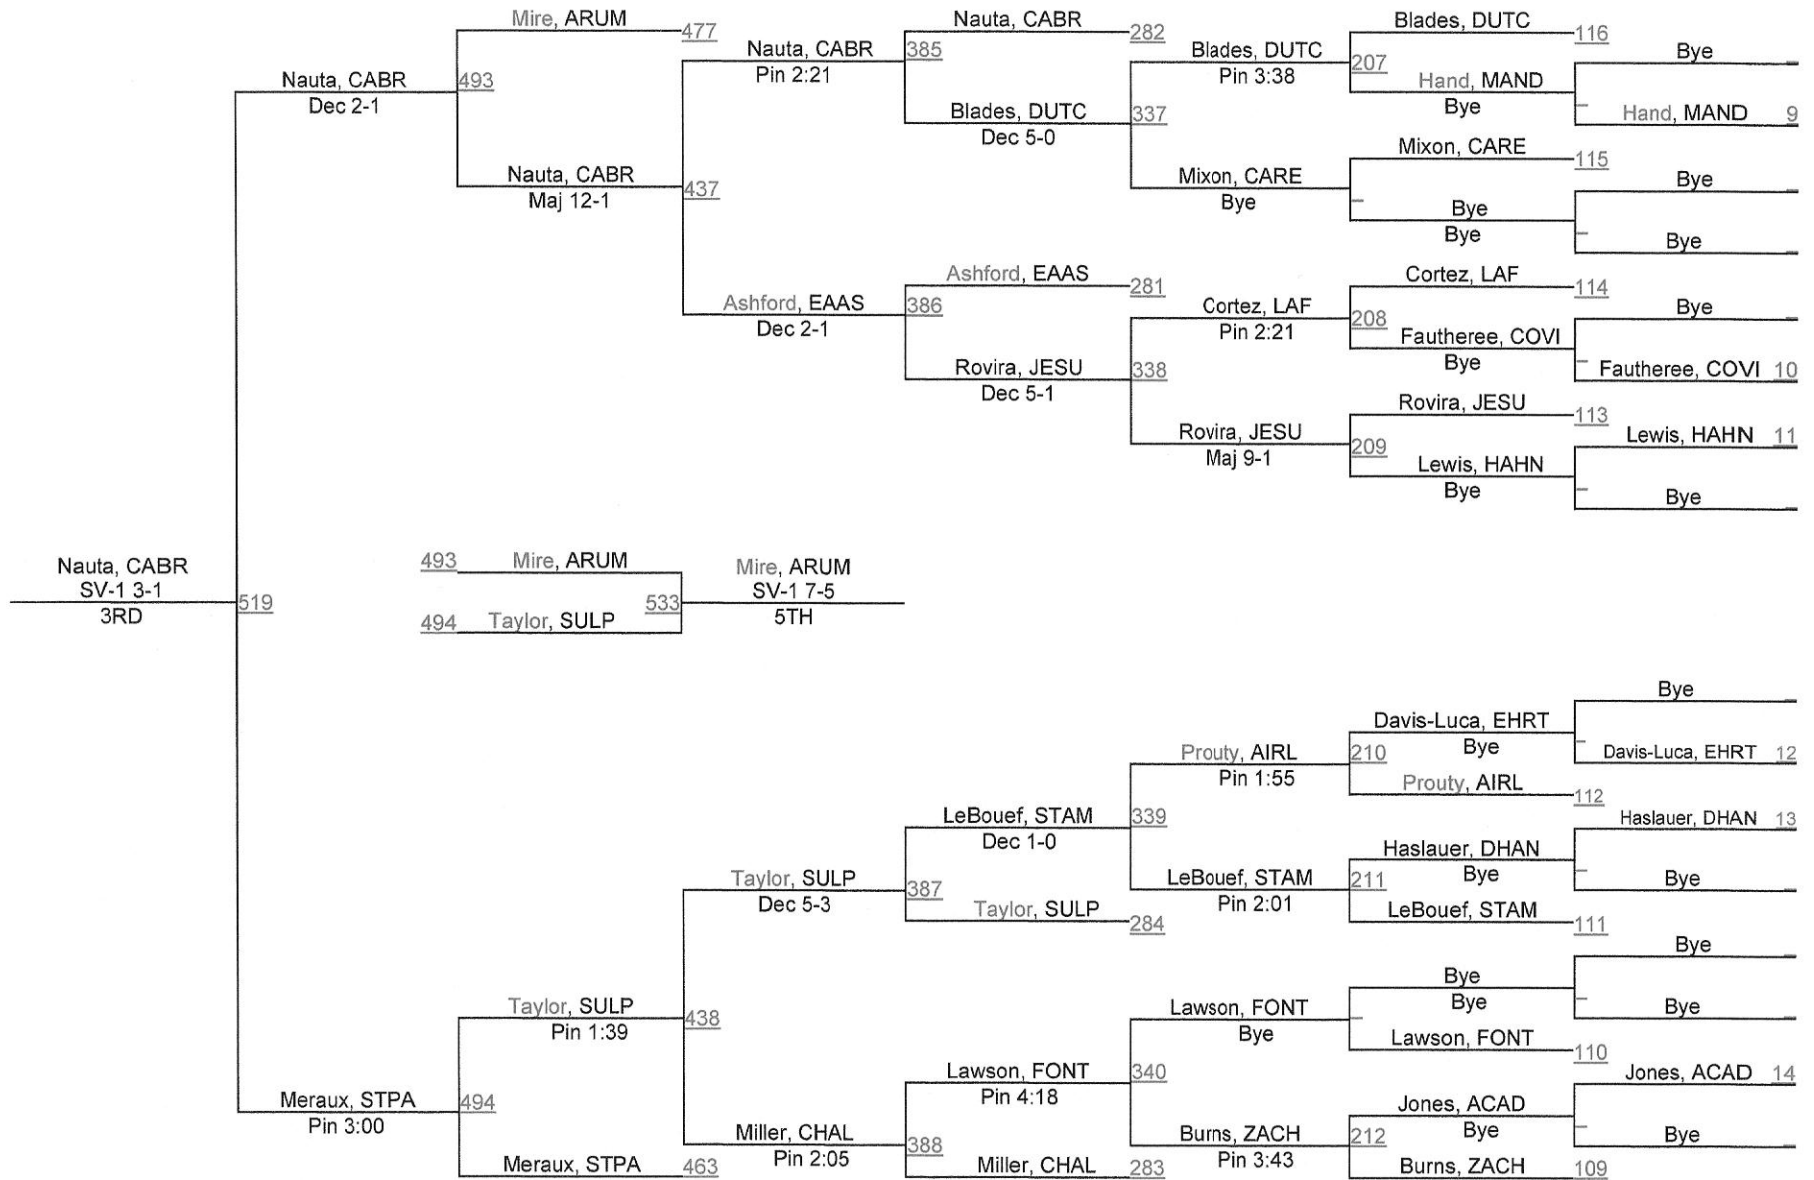 Mire, ARUM
477
Nauta, CABR
Dec 2-1
493
Nauta, CABR
Maj 12-1
437
Nauta, CABR
Pin 2:21
385
Nauta, CABR
282
Blades, DUTC
Dec 5-0
337
Blades, DUTC
Pin 3:38
207
Blades, DUTC
116
Hand, MAND
Bye
Bye
Hand, MAND 9
Mixon, CARE
Bye
Mixon, CARE
115
Bye
Bye
Bye
Bye
Ashford, EAAS
Dec 2-1
386
Ashford, EAAS
281
Rovira, JESU
Dec 5-1
338
Cortez, LAF
Pin 2:21
208
Cortez, LAF
114
Fautheree, COVI
Bye
Bye
Fautheree, COVI 10
Rovira, JESU
Maj 9-1
209
Rovira, JESU
113
Lewis, HAHN
Bye
Lewis, HAHN 11
Bye
Nauta, CABR
SV-1 3-1
3RD
519
493 Mire, ARUM
494 Taylor, SULP
533
Mire, ARUM
SV-1 7-5
5TH
Meraux, STPA
Pin 3:00
494
Taylor, SULP
Pin 1:39
438
Meraux, STPA
463
Taylor, SULP
Dec 5-3
387
LeBouef, STAM
Dec 1-0
339
Taylor, SULP
284
Prouty, AIRL
Pin 1:55
210
Davis-Luca, EHRT
Bye
Bye
Davis-Luca, EHRT 12
Prouty, AIRL
112
LeBouef, STAM
Pin 2:01
211
Haslauer, DHAN
Bye
Haslauer, DHAN 13
Bye
LeBouef, STAM
111
Miller, CHAL
Pin 2:05
388
Lawson, FONT
Pin 4:18
340
Miller, CHAL
283
Lawson, FONT
Bye
Bye
Bye
Bye
Bye
Lawson, FONT
110
Burns, ZACH
Pin 3:43
212
Jones, ACAD
Bye
Jones, ACAD 14
Bye
Burns, ZACH
109